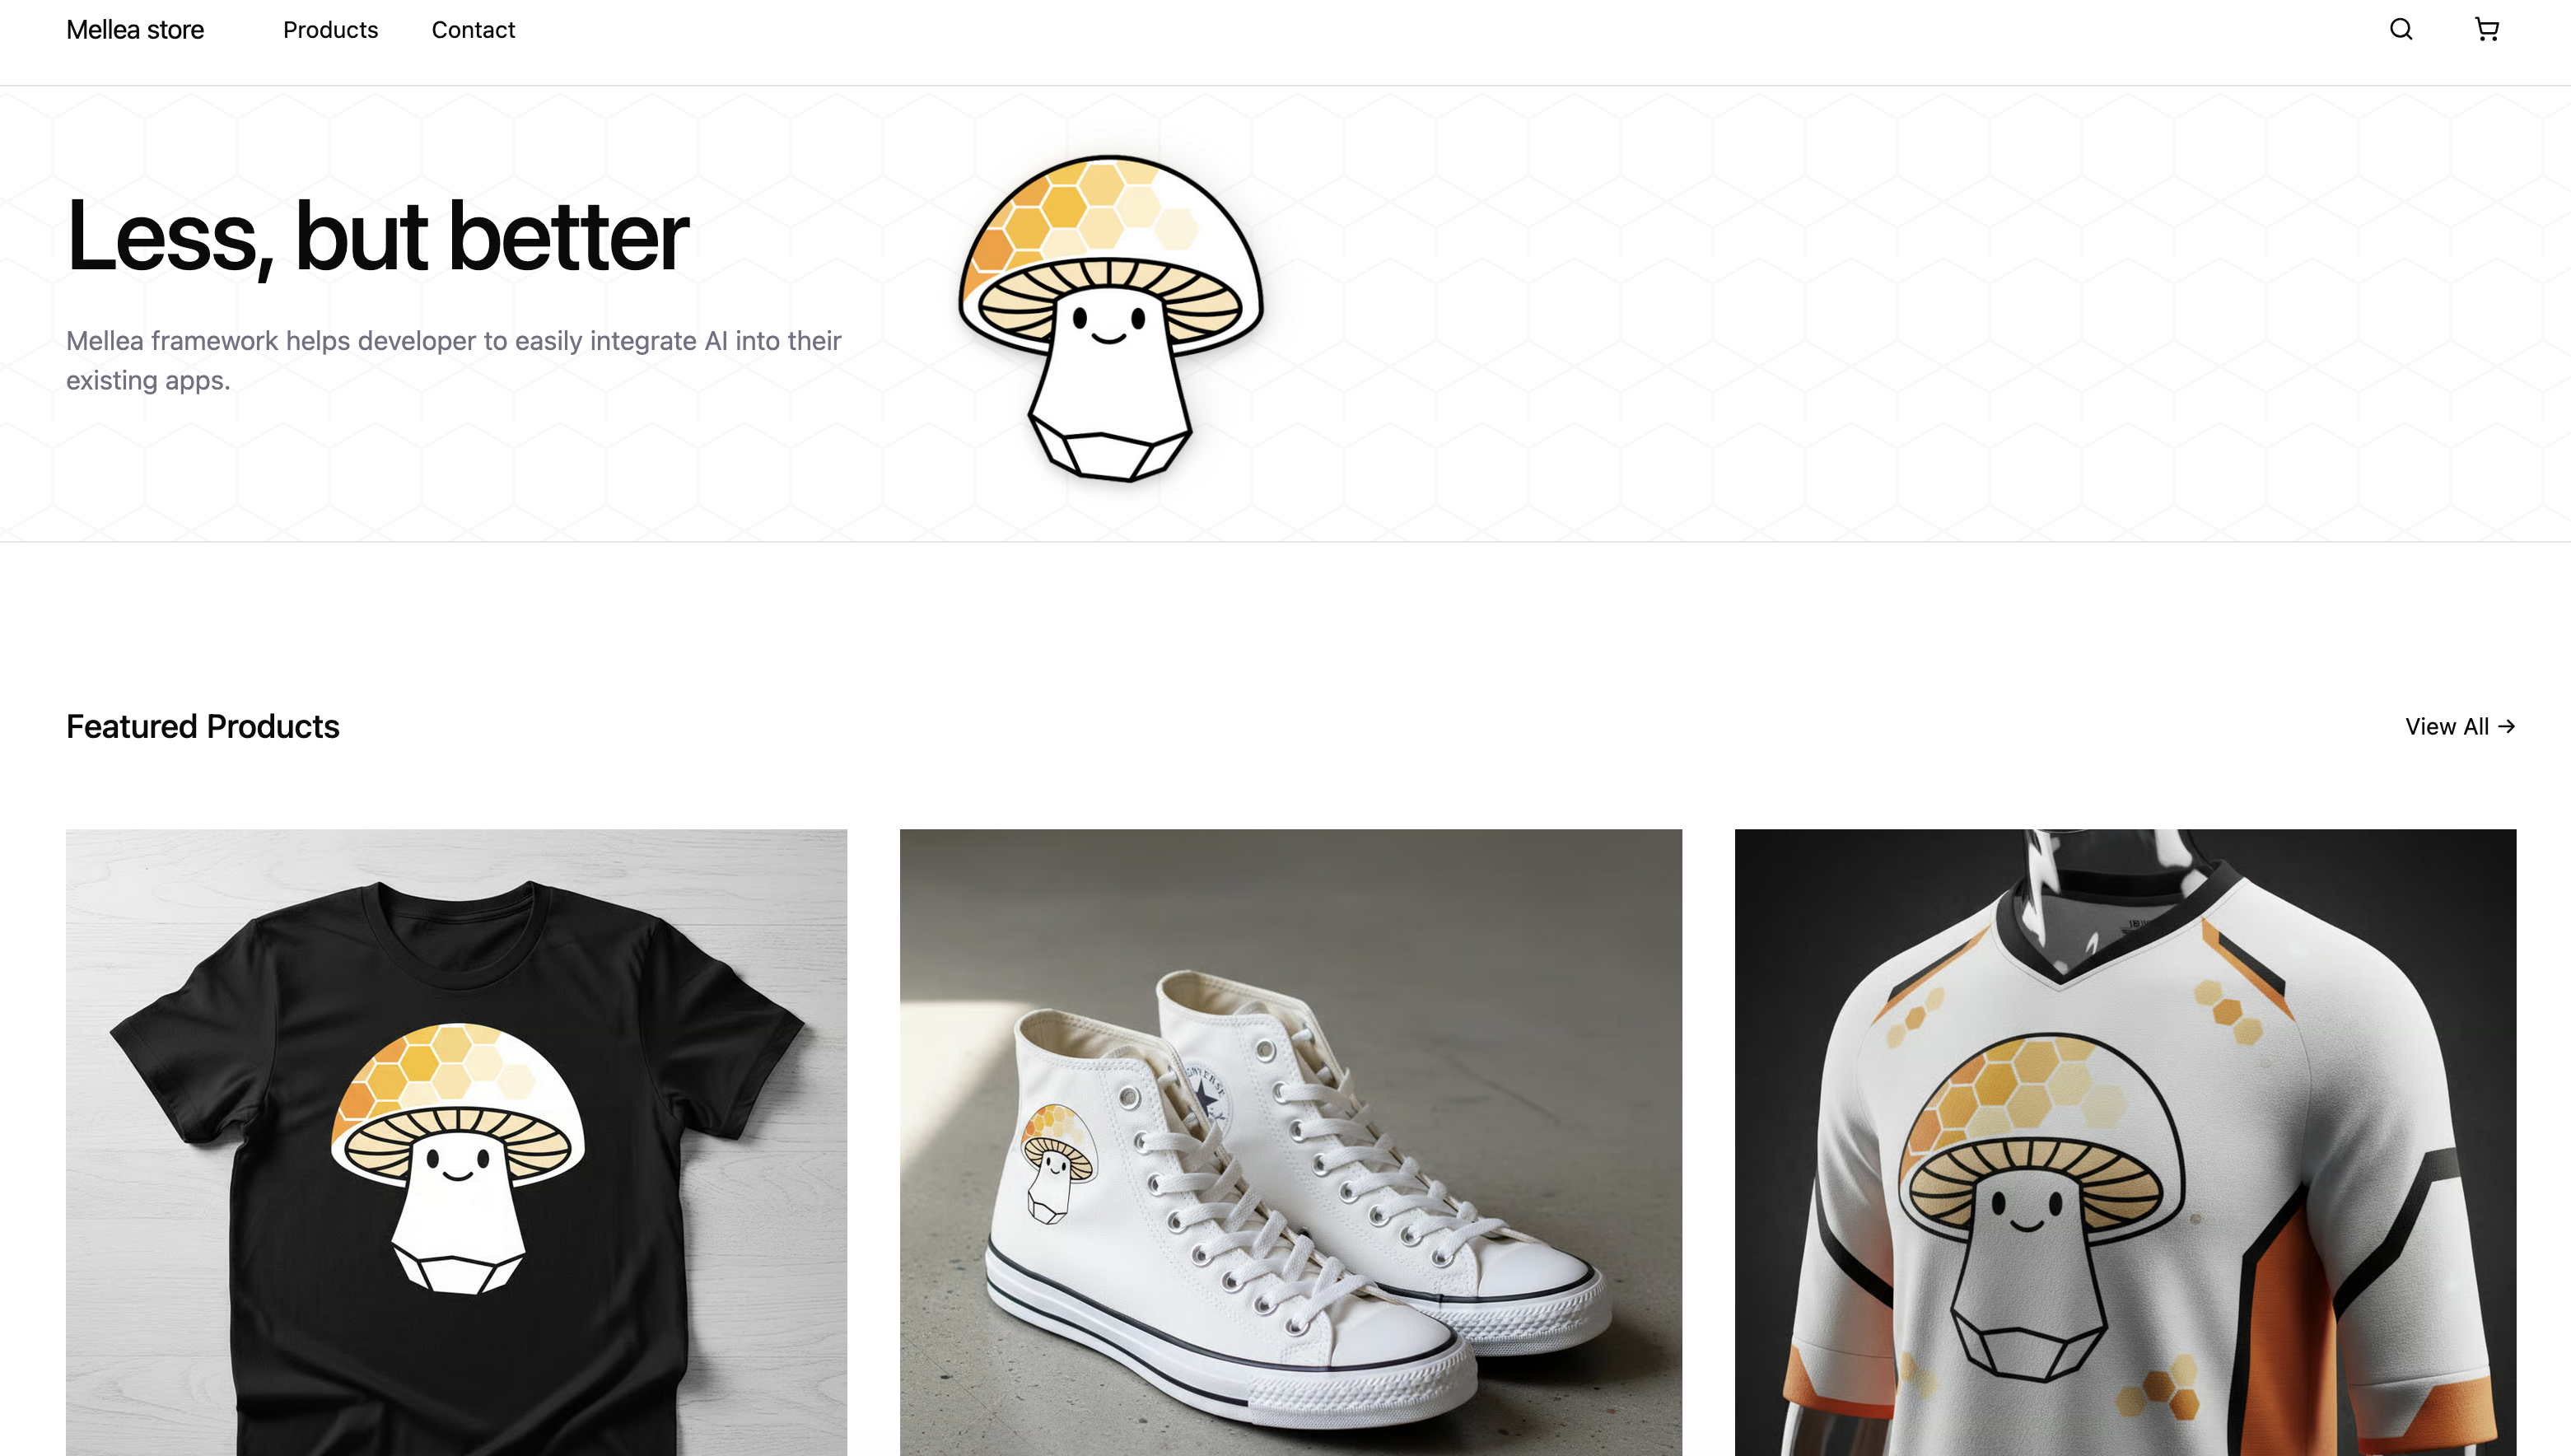 Mellea store
Products
Contact
Less, but better
Mellea framework helps developer to easily integrate AI into their
existing apps.
Featured Products
View All →